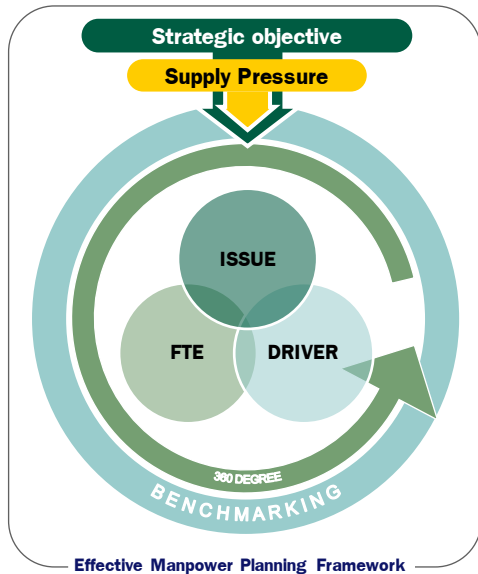 Strategic objective
Supply Pressure
ISSUE
FTE
DRIVER
360 DEGREE
BENCHMARKING
Effective Manpower Planning Framework